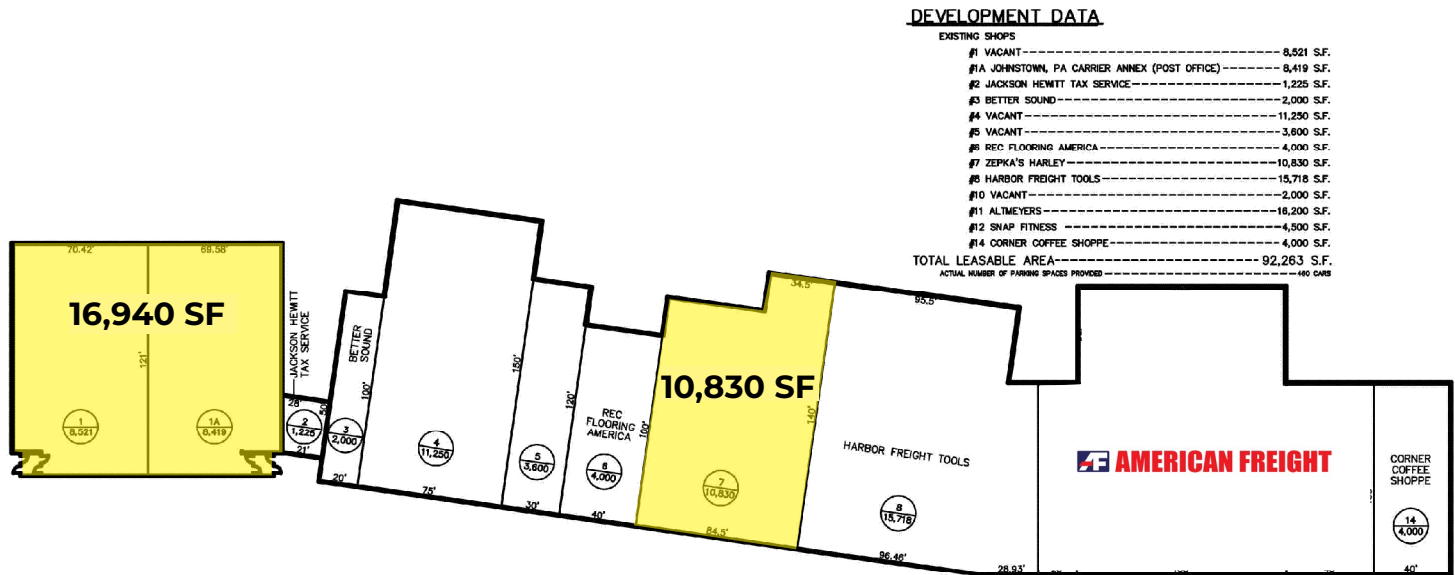 DEVELOPMENT DATA
EXISTING SHOPS
#1 VACANT 8,521 S.F.
#1A JOHNSTOWN, PA CARRIER ANNEX (POST OFFICE) 8,419 S.F.
#2 JACKSON HEWITT TAX SERVICE 1,225 S.F.
#3 BETTER SOUND 2,000 S.F.
#4 VACANT 11,250 S.F.
#5 VACANT 3,600 S.F.
#6 REC FLOORING AMERICA 4,000 S.F.
#7 ZEPKA'S HARLEY 10,830 S.F.
#8 HARBOR FREIGHT TOOLS 15,718 S.F.
#10 VACANT 2,000 S.F.
#11 ALTMEYERS 16,200 S.F.
#12 SNAP FITNESS 4,500 S.F.
#14 CORNER COFFEE SHOPPE 4,000 S.F.
TOTAL LEASABLE AREA 92,263 S.F.
ACTUAL NUMBER OF PARKING SPACES PROVIDED 460 CARS
70.42'
69.58'
16,940 SF
121'
1
8,521
1A
8,419
JACKSON HEWITT
TAX SERVICE
28'
50'
2
1,225
21'
BETTER
SOUND
100'
3
2,000
20'
4
11,250
75'
150'
5
3,600
30'
120'
REC
FLOORING
AMERICA
6
4,000
40'
100'
34.5'
10,830 SF
140'
7
10,830
84.5'
95.5'
HARBOR FREIGHT TOOLS
8
15,718
96.46'
28.93'
AF AMERICAN FREIGHT
CORNER
COFFEE
SHOPPE
14
4,000
40'